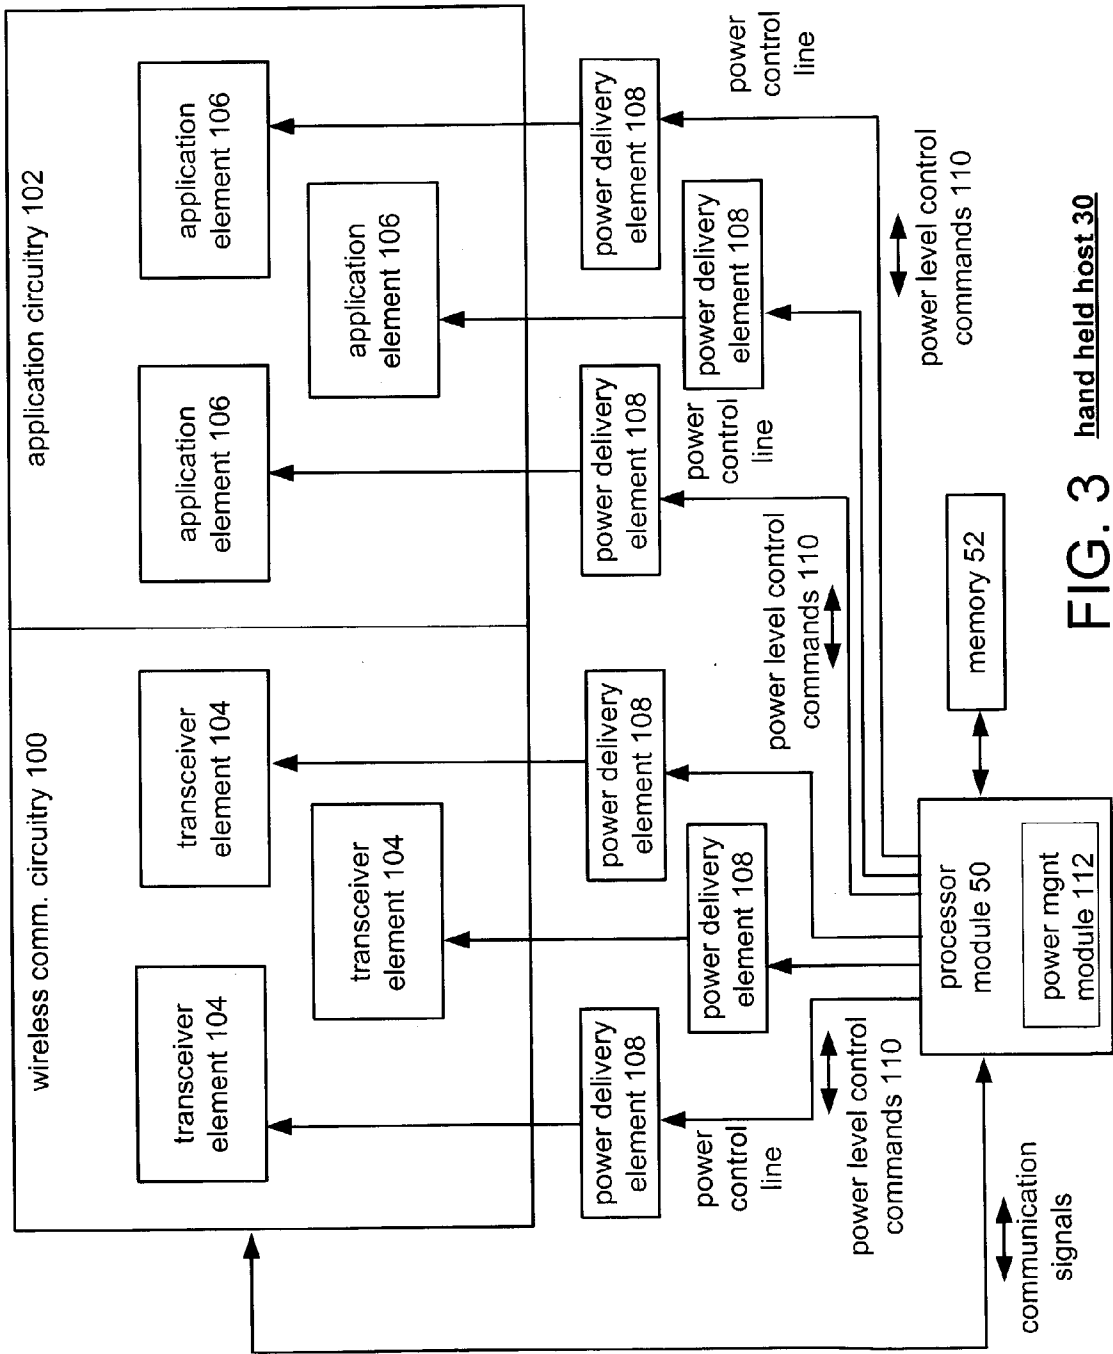 wireless comm. circuitry 100
application circuitry 102
transceiver
element 104
transceiver
element 104
transceiver
element 104
application
element 106
application
element 106
application
element 106
power delivery
element 108
power delivery
element 108
power delivery
element 108
power delivery
element 108
power delivery
element 108
power delivery
element 108
power
control
line
power
control
line
power
control
line
power level control
commands 110
power level control
commands 110
power level control
commands 110
processor
module 50
power mgnt
module 112
memory 52
communication
signals
FIG. 3
hand held host 30